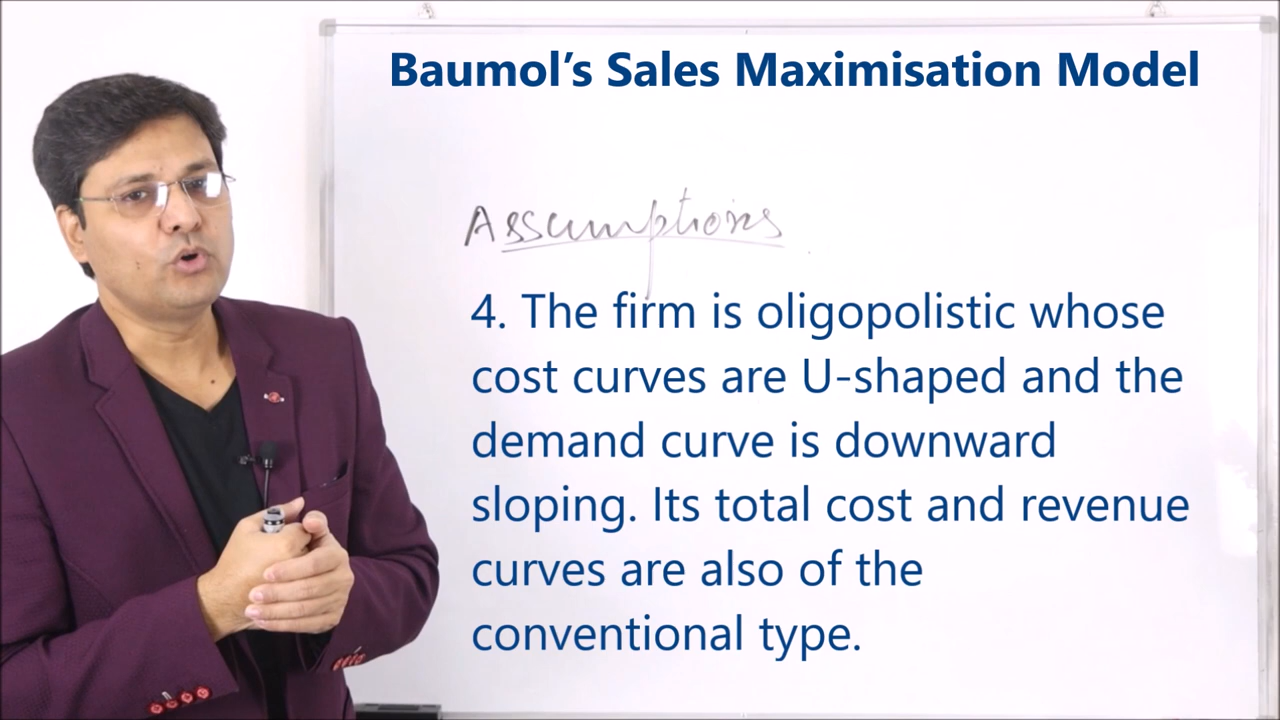 Baumol’s Sales Maximisation Model
Assumptions
4. The firm is oligopolistic whose
cost curves are U-shaped and the
demand curve is downward
sloping. Its total cost and revenue
curves are also of the
conventional type.